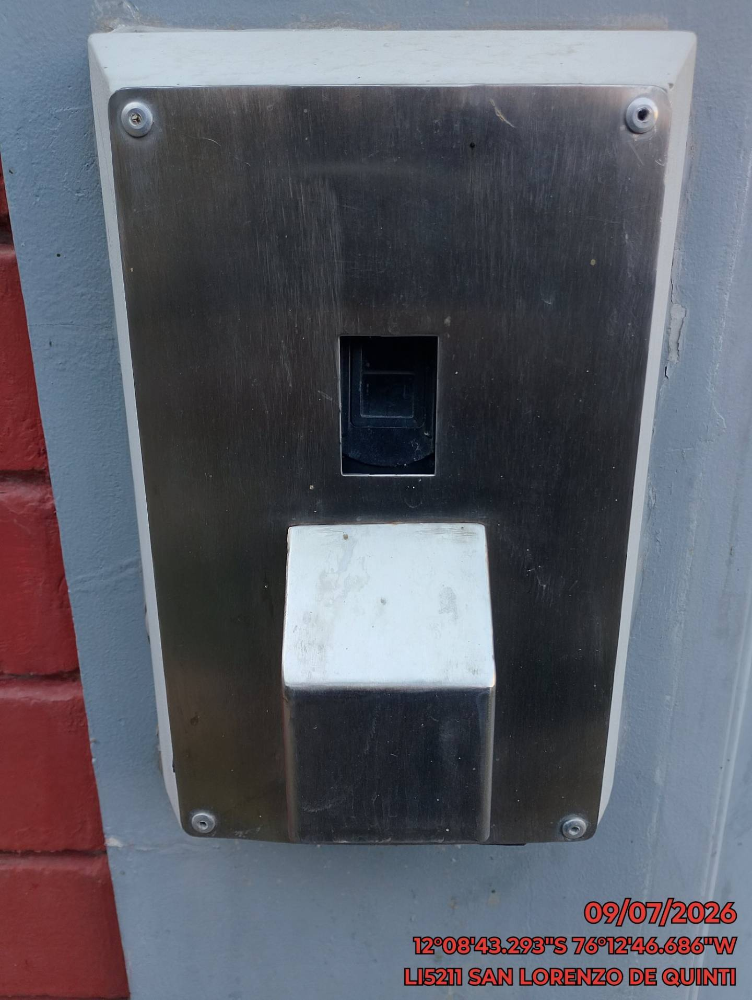 09/07/2026
12°08'43.293"S 76°12'46.686"W
LI5211 SAN LORENZO DE QUINTI